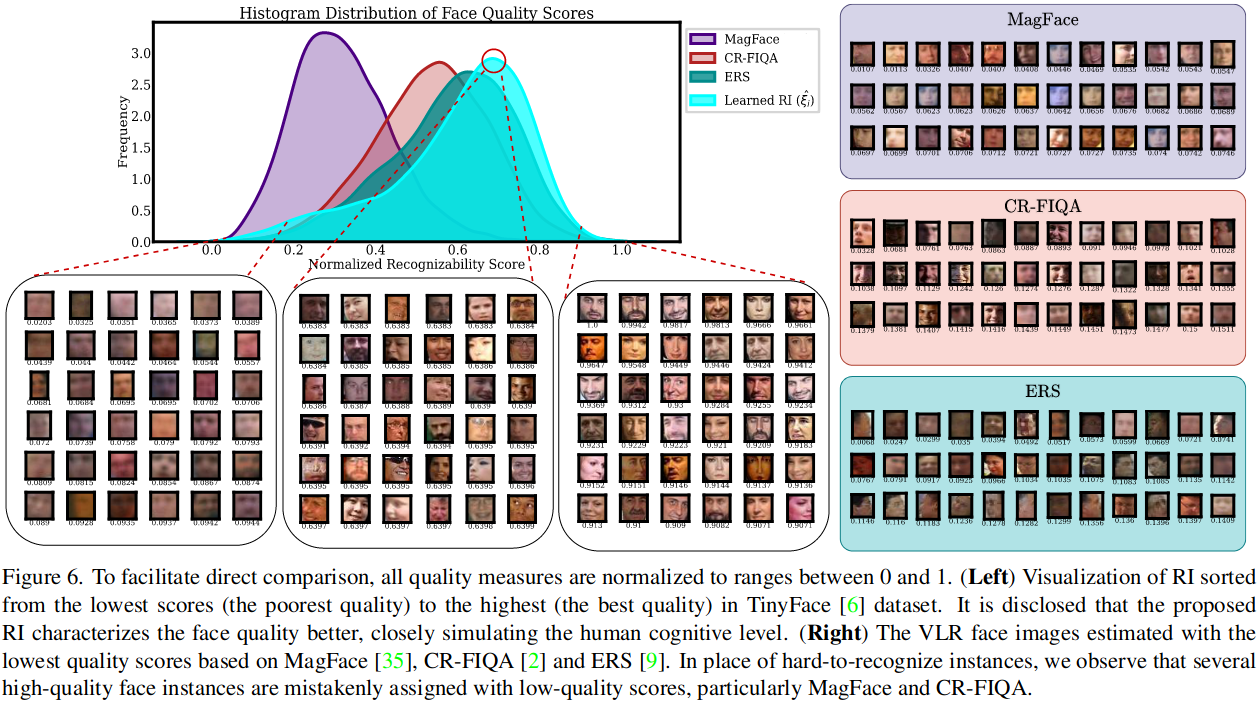 Histogram Distribution of Face Quality Scores
Frequency
3.0
2.5
2.0
1.5
1.0
0.5
0.0
0.0 0.2 0.4 0.6 0.8 1.0
Normalized Recognizability Score
MagFace
CR-FIQA
ERS
Learned RI (ξ̂ᵢ)
0.0203 0.0325 0.0351 0.0365 0.0373 0.0389
0.0439 0.044 0.0442 0.0464 0.0544 0.0557
0.0681 0.0684 0.0695 0.0695 0.0702 0.0706
0.072 0.0739 0.0758 0.079 0.0792 0.0793
0.0809 0.0815 0.0824 0.0854 0.0867 0.0874
0.089 0.0928 0.0935 0.0937 0.0942 0.0944
0.6383 0.6383 0.6383 0.6383 0.6383 0.6384
0.6384 0.6385 0.6385 0.6385 0.6386 0.6386
0.6386 0.6387 0.6388 0.6389 0.639 0.639
0.6391 0.6392 0.6394 0.6394 0.6395 0.6395
0.6395 0.6395 0.6395 0.6395 0.6395 0.6396
0.6397 0.6397 0.6397 0.6397 0.6398 0.6399
1.0 0.9942 0.9817 0.9813 0.9666 0.9661
0.9647 0.9548 0.9449 0.9446 0.9424 0.9412
0.9369 0.9312 0.93 0.9284 0.9255 0.9234
0.9231 0.9229 0.9223 0.921 0.9209 0.9183
0.9152 0.9151 0.9146 0.9144 0.9137 0.9136
0.913 0.91 0.909 0.9082 0.9071 0.9071
MagFace
0.0107 0.0113 0.0326 0.0407 0.0407 0.0408 0.0446 0.0469 0.0535 0.0542 0.0543 0.0547
0.0562 0.0567 0.0623 0.0623 0.0626 0.0637 0.0642 0.0656 0.0676 0.0682 0.0686 0.0689
0.0697 0.0699 0.0701 0.0706 0.0712 0.0721 0.0727 0.0727 0.0735 0.074 0.0742 0.0746
CR-FIQA
0.0328 0.0681 0.0761 0.0763 0.0863 0.0887 0.0893 0.091 0.0946 0.0978 0.1021 0.1028
0.1038 0.1097 0.1129 0.1242 0.126 0.1274 0.1276 0.1287 0.1322 0.1328 0.1341 0.1355
0.1379 0.1381 0.1407 0.1415 0.1416 0.1439 0.1449 0.1451 0.1473 0.1477 0.15 0.1511
ERS
0.0068 0.0247 0.0299 0.035 0.0394 0.0492 0.0517 0.0573 0.0599 0.0669 0.0721 0.0741
0.0767 0.0791 0.0917 0.0925 0.0966 0.1034 0.1035 0.1075 0.1083 0.1085 0.1135 0.1142
0.1146 0.116 0.1183 0.1236 0.1278 0.1282 0.1299 0.1356 0.136 0.1396 0.1397 0.1409
Figure 6. To facilitate direct comparison, all quality measures are normalized to ranges between 0 and 1. (Left) Visualization of RI sorted
from the lowest scores (the poorest quality) to the highest (the best quality) in TinyFace [6] dataset. It is disclosed that the proposed
RI characterizes the face quality better, closely simulating the human cognitive level. (Right) The VLR face images estimated with the
lowest quality scores based on MagFace [35], CR-FIQA [2] and ERS [9]. In place of hard-to-recognize instances, we observe that several
high-quality face instances are mistakenly assigned with low-quality scores, particularly MagFace and CR-FIQA.